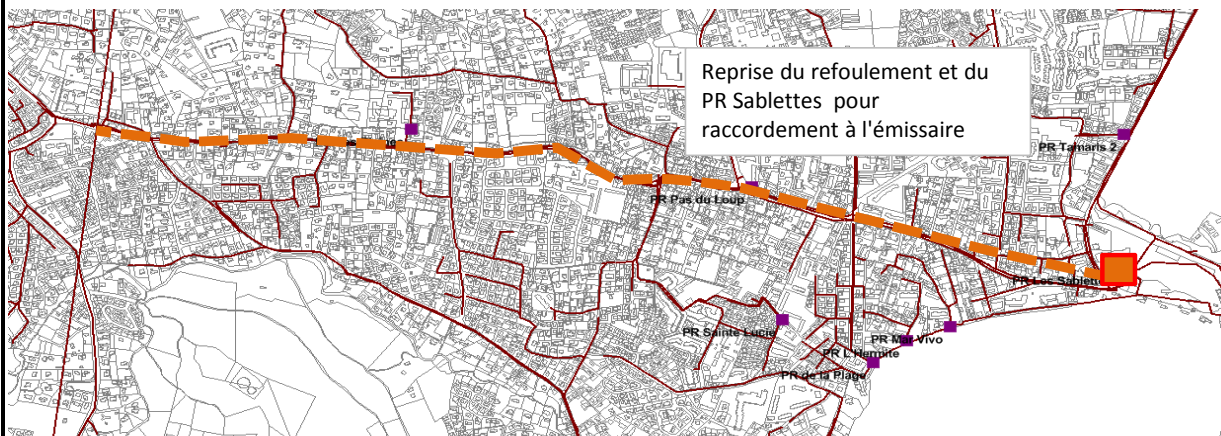 Reprise du refoulement et du
PR Sablettes pour
raccordement à l'émissaire
PR Tamaris 2
PR Pas du Loup
PR Les Sablett
PR Sainte Lucie
PR Mar Vivo
PR L'Hermite
PR de la Plage